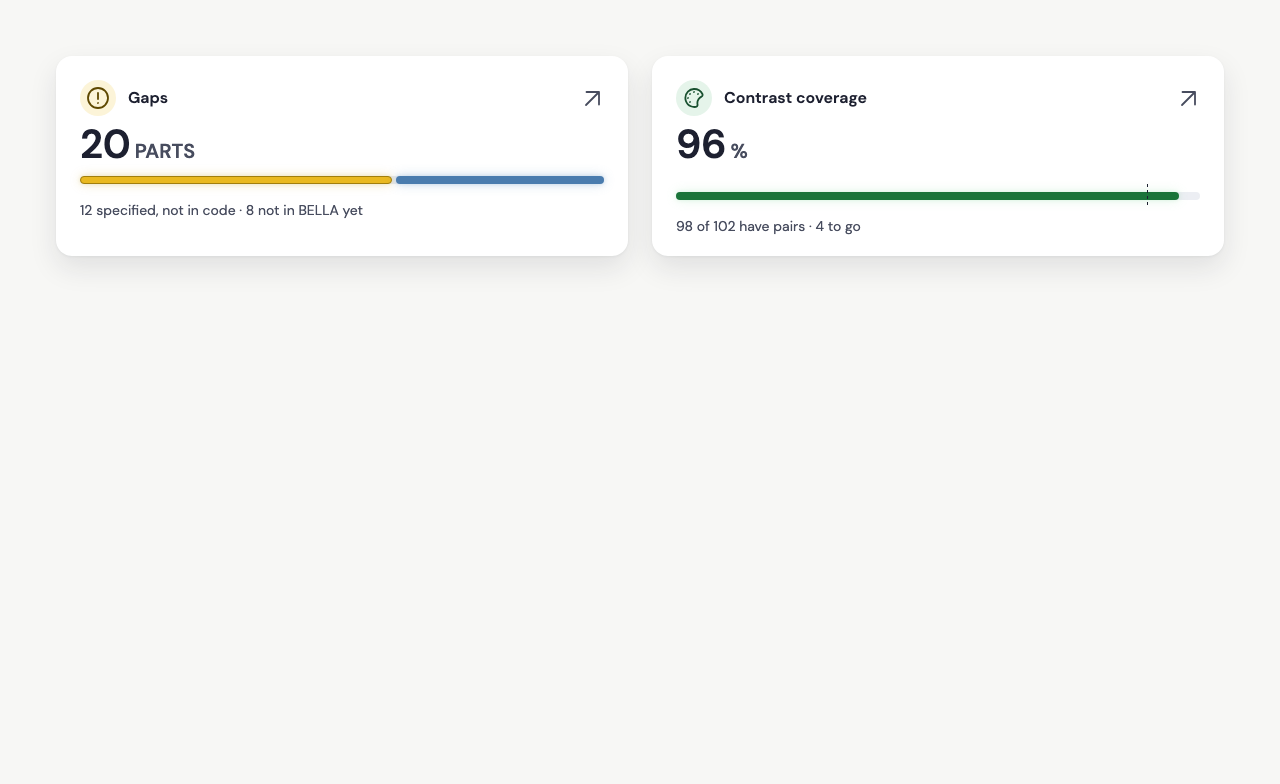 Gaps
20 PARTS
12 specified, not in code · 8 not in BELLA yet
Contrast coverage
96 %
98 of 102 have pairs · 4 to go